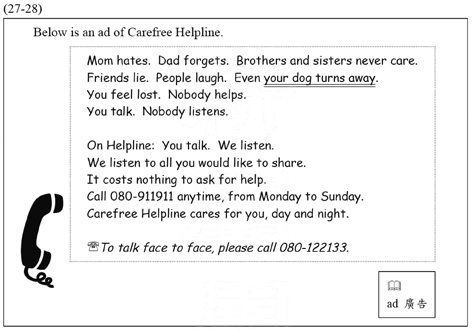 (27-28)
Below is an ad of Carefree Helpline.
Mom hates. Dad forgets. Brothers and sisters never care.
Friends lie. People laugh. Even your dog turns away.
You feel lost. Nobody helps.
You talk. Nobody listens.
On Helpline: You talk. We listen.
We listen to all you would like to share.
It costs nothing to ask for help.
Call 080-911911 anytime, from Monday to Sunday.
Carefree Helpline cares for you, day and night.
☏To talk face to face, please call 080-122133.
ad 廣告